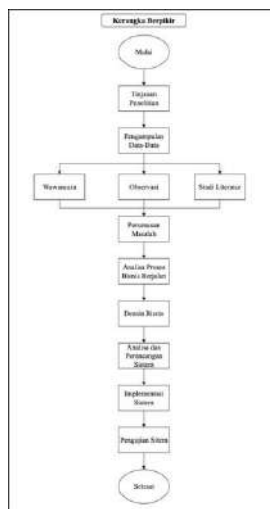 Kerangka Berpikir
Mulai
Tinjauan
Penelitian
Pengumpulan
Data-Data
Wawancara
Observasi
Studi Literatur
Perumusan
Masalah
Analisa Proses
Bisnis Berjalan
Desain Bisnis
Analisa dan
Perancangan
Sistem
Implementasi
Sistem
Pengujian Sitem
Selesai